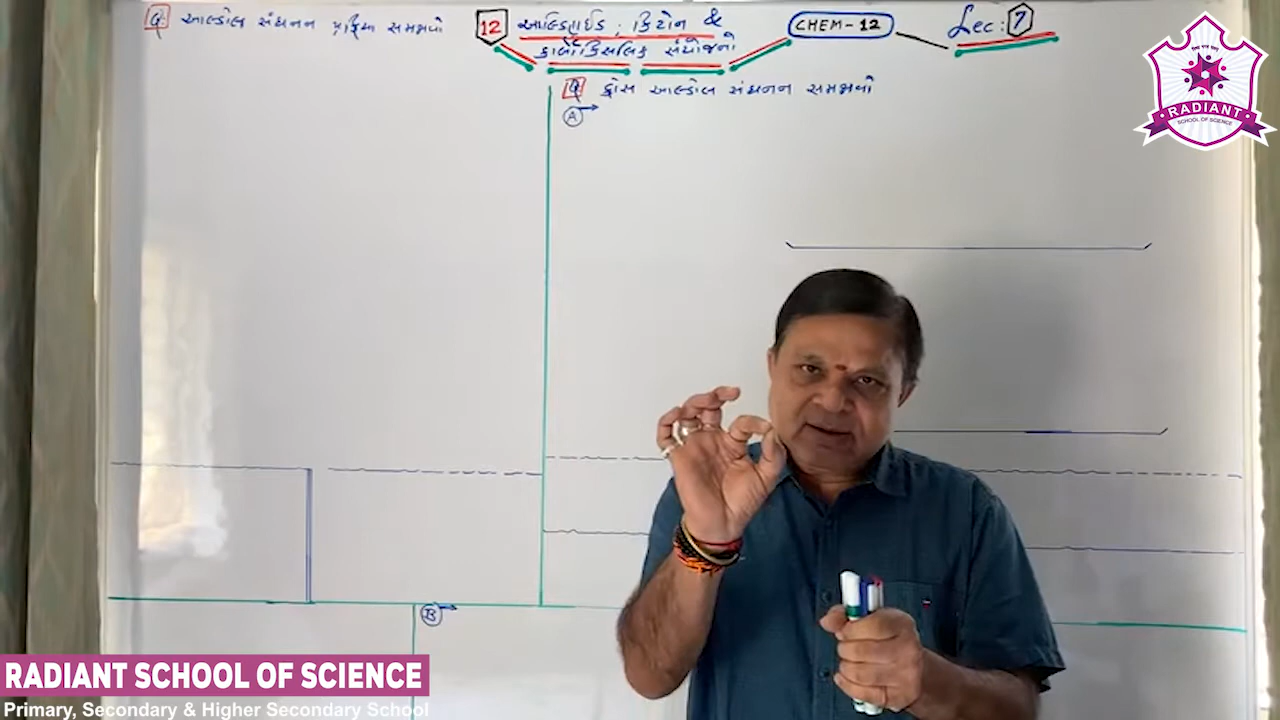 Q. આલ્ડોલ સંઘનન પ્રક્રિયા સમજાવો
12 આલ્ડિહાઈડ, કિટોન &
કાર્બોક્સિલિક સંયોજનો
CHEM-12
Lec: 7
Q ક્રોસ આલ્ડોલ સંઘનન સમજાવો
A
B
RADIANT
SCHOOL OF SCIENCE
RADIANT SCHOOL OF SCIENCE
Primary, Secondary & Higher Secondary School